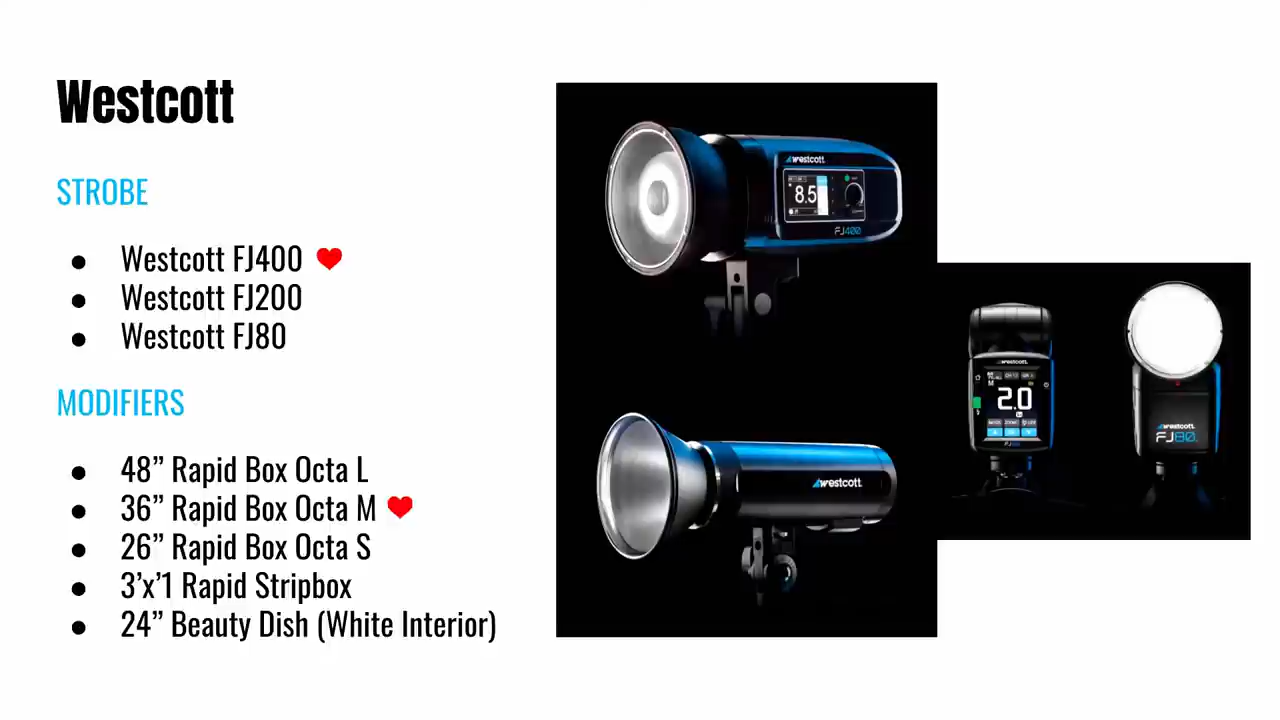 Westcott
STROBE
● Westcott FJ400 ❤
● Westcott FJ200
● Westcott FJ80
MODIFIERS
● 48” Rapid Box Octa L
● 36” Rapid Box Octa M ❤
● 26” Rapid Box Octa S
● 3’x’1 Rapid Stripbox
● 24” Beauty Dish (White Interior)
westcott
8.5
FJ400
westcott
westcott
M
2.0
westcott
FJ80